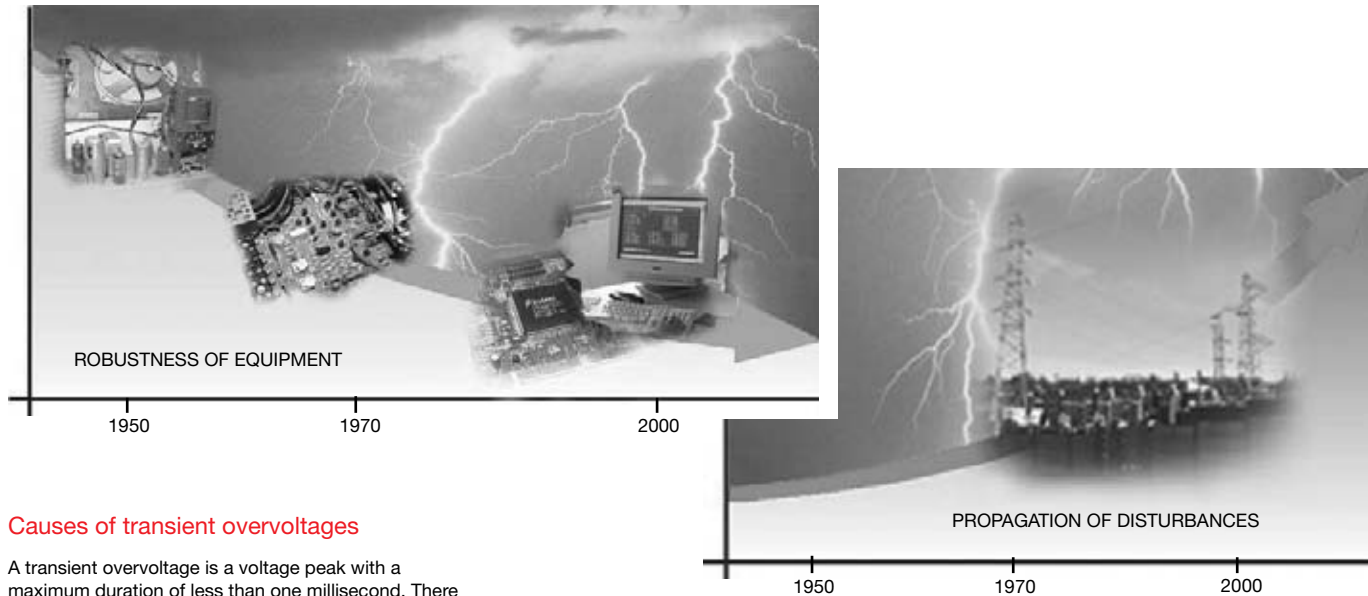 ROBUSTNESS OF EQUIPMENT
1950 1970 2000
PROPAGATION OF DISTURBANCES
1950 1970 2000
Causes of transient overvoltages
A transient overvoltage is a voltage peak with a
maximum duration of less than one millisecond. There